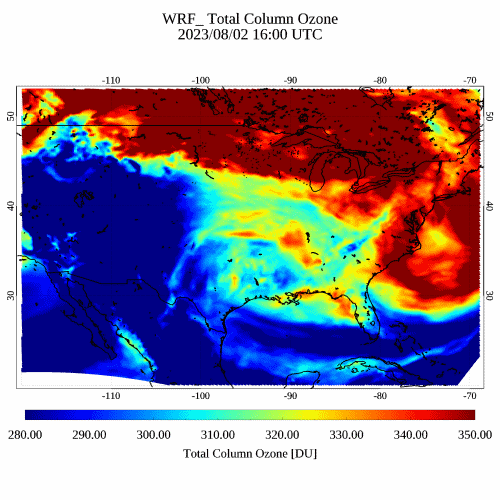 WRF_ Total Column Ozone
2023/08/02 16:00 UTC
-110 -100 -90 -80 -70
50 50
40 40
30 30
-110 -100 -90 -80 -70
280.00 290.00 300.00 310.00 320.00 330.00 340.00 350.00
Total Column Ozone [DU]